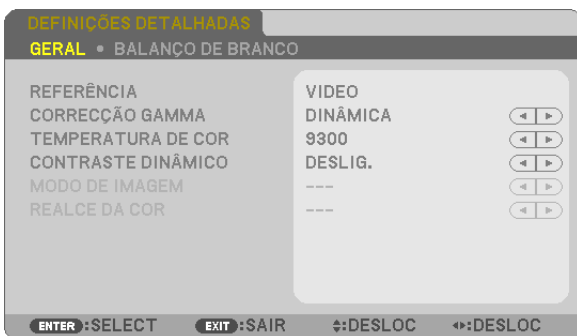 DEFINIÇÕES DETALHADAS
GERAL • BALANÇO DE BRANCO
REFERÊNCIA VIDEO
CORRECÇÃO GAMMA DINÂMICA
TEMPERATURA DE COR 9300
CONTRASTE DINÂMICO DESLIG.
MODO DE IMAGEM ---
REALCE DA COR ---
ENTER :SELECT EXIT :SAIR :DESLOC :DESLOC